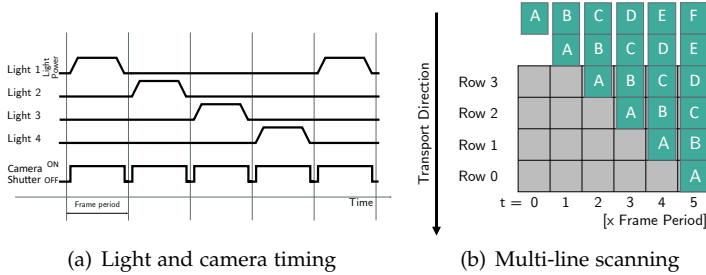 Light Power
Light 1
Light 2
Light 3
Light 4
Camera ON
Shutter OFF
Frame period
Time
(a) Light and camera timing
Transport Direction
A B C D E F
A B C D E
Row 3 A B C D
Row 2 A B C
Row 1 A B
Row 0 A
t = 0 1 2 3 4 5
[x Frame Period]
(b) Multi-line scanning